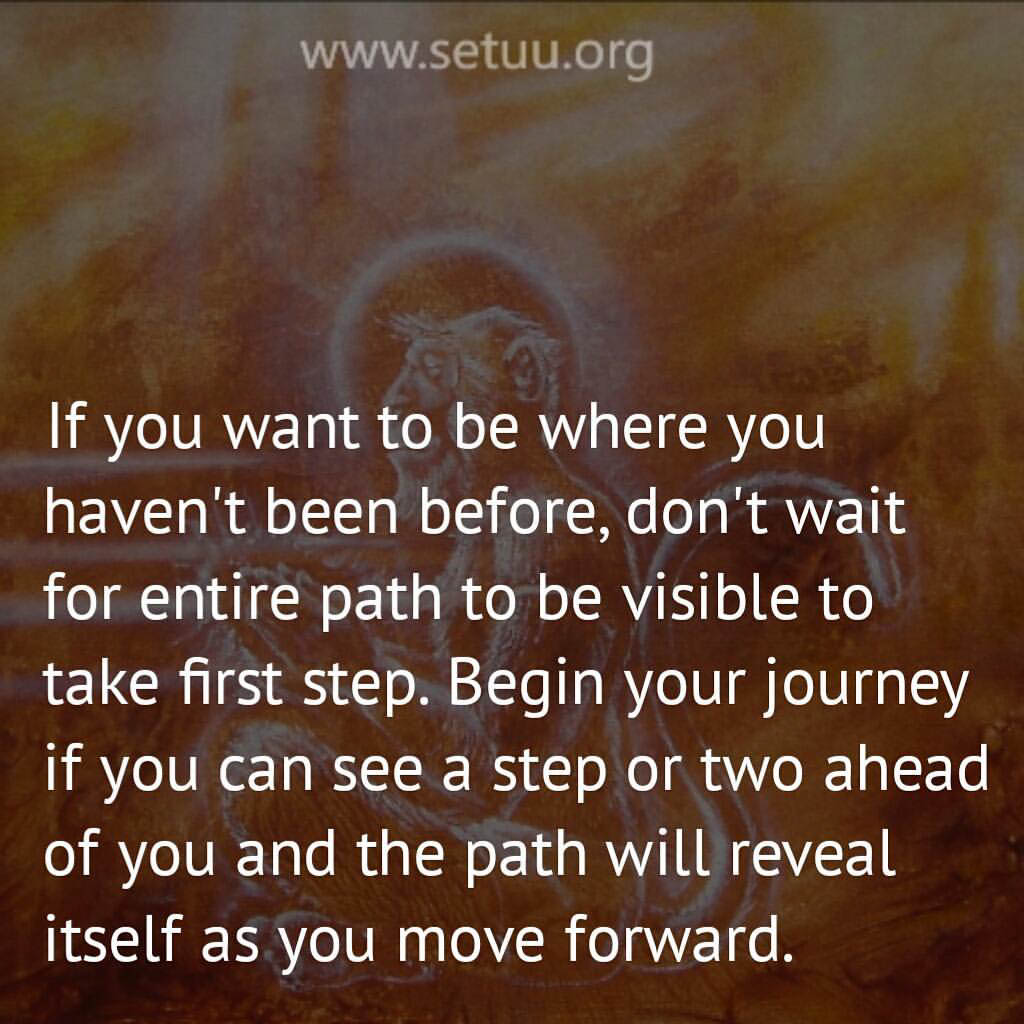 www.setuu.org
If you want to be where you
haven't been before, don't wait
for entire path to be visible to
take first step. Begin your journey
if you can see a step or two ahead
of you and the path will reveal
itself as you move forward.